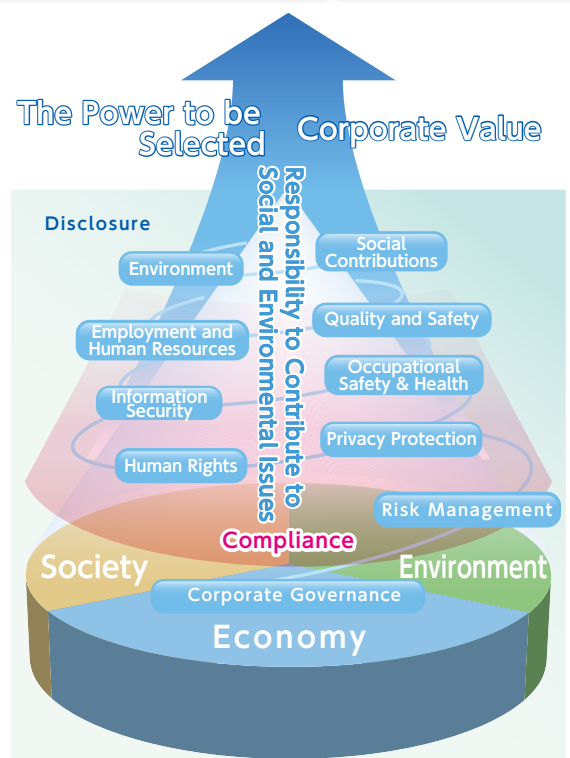 The Power to be
Selected
Corporate Value
Disclosure
Responsibility to Contribute to
Social and Environmental Issues
Social
Contributions
Environment
Quality and Safety
Employment and
Human Resources
Occupational
Safety & Health
Information
Security
Privacy Protection
Human Rights
Risk Management
Compliance
Society
Environment
Corporate Governance
Economy